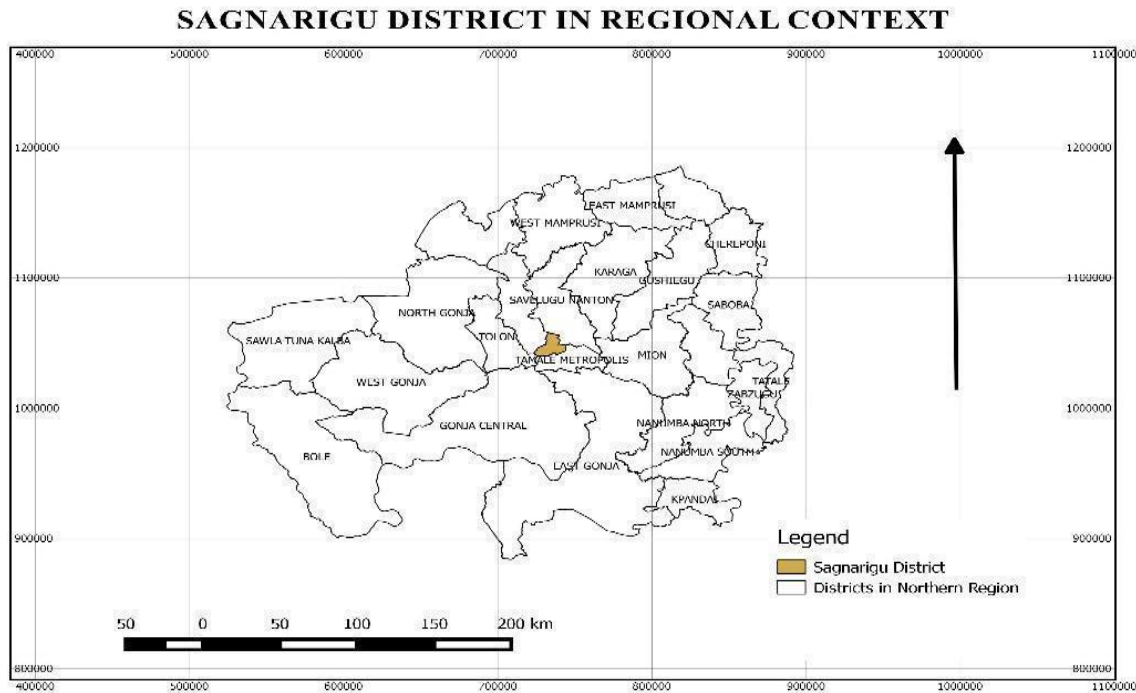 SAGNARIGU DISTRICT IN REGIONAL CONTEXT
400000 500000 600000 700000 800000 900000 1000000 1100000
1200000 1200000
EAST MAMPRUSI
WEST MAMPRUSI
CHEREPONI
KARAGA
1100000 GUSHIEGU 1100000
SAVELUGU NANTON
SABOBA
NORTH GONJA
TOLON
SAWLA TUNA KALBA
MION
TAMALE METROPOLIS
WEST GONJA
TATALE
ZABZUGU
1000000 1000000
NANUMBA NORTH
GONJA CENTRAL
NANUMBA SOUTH
BOLE
EAST GONJA
KPANDAI
900000 900000
Legend
Sagnarigu District
Districts in Northern Region
50 0 50 100 150 200 km
800000 800000
400000 500000 600000 700000 800000 900000 1000000 1100000